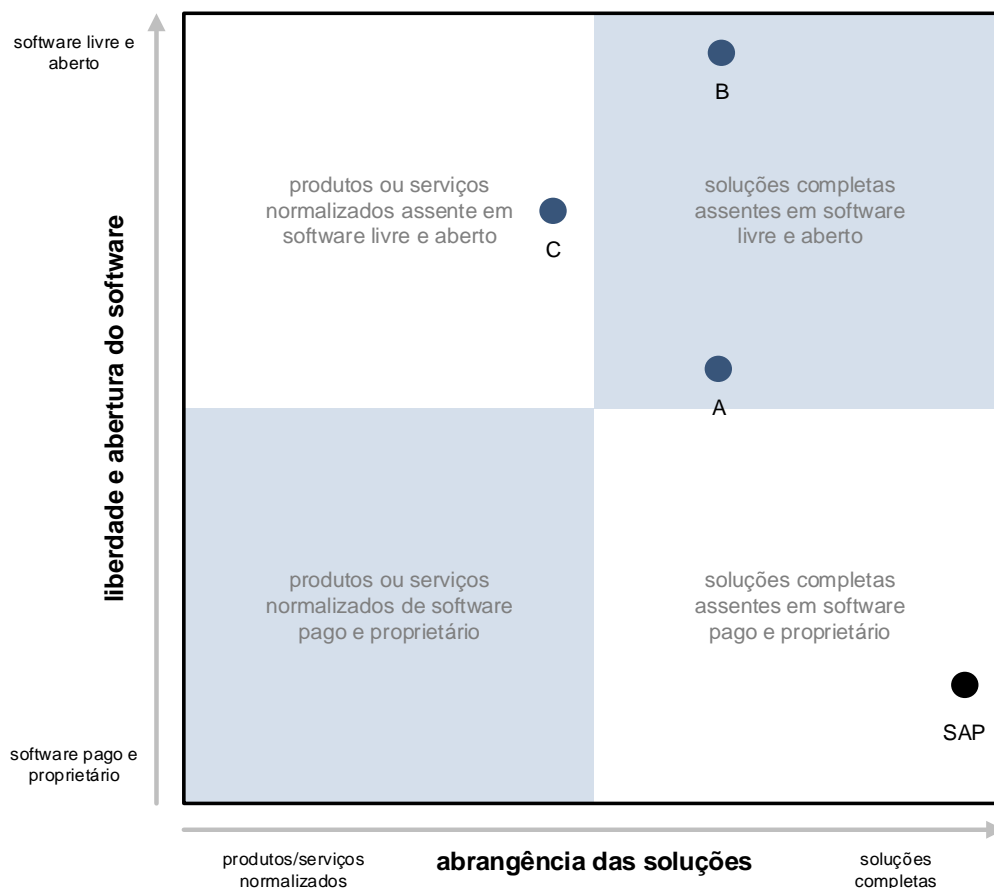 software livre e
aberto
B
produtos ou serviços
normalizados assente em
software livre e aberto
soluções completas
assentes em software
livre e aberto
C
A
liberdade e abertura do software
produtos ou serviços
normalizados de software
pago e proprietário
soluções completas
assentes em software
pago e proprietário
SAP
software pago e
proprietário
produtos/serviços
normalizados
abrangência das soluções
soluções
completas